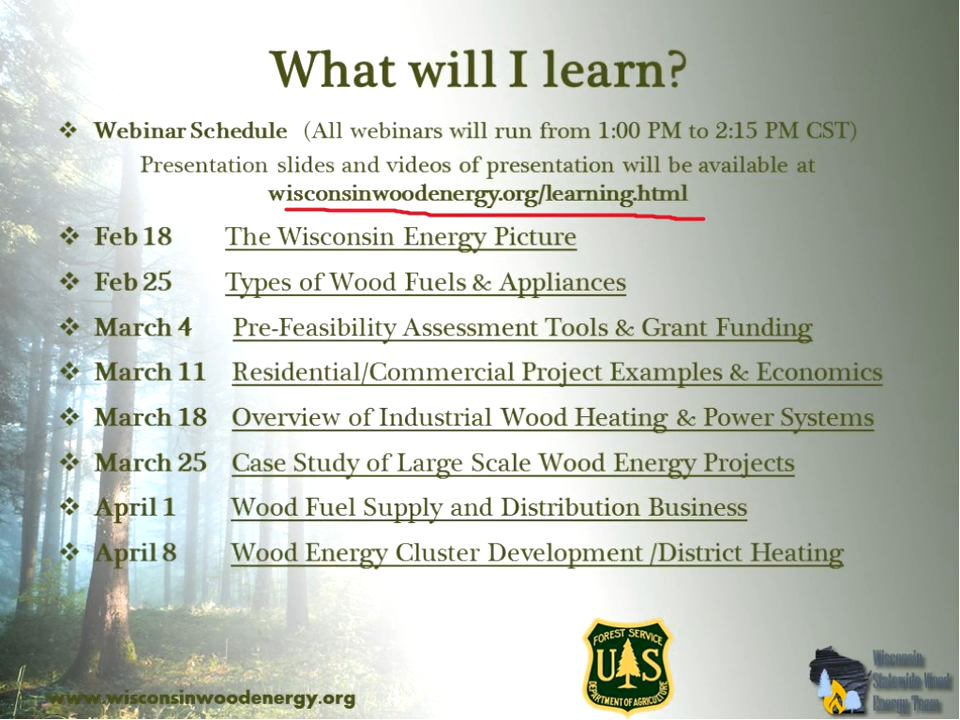 What will I learn?
❖ Webinar Schedule (All webinars will run from 1:00 PM to 2:15 PM CST)
Presentation slides and videos of presentation will be available at
wisconsinwoodenergy.org/learning.html
❖ Feb 18 The Wisconsin Energy Picture
❖ Feb 25 Types of Wood Fuels & Appliances
❖ March 4 Pre-Feasibility Assessment Tools & Grant Funding
❖ March 11 Residential/Commercial Project Examples & Economics
❖ March 18 Overview of Industrial Wood Heating & Power Systems
❖ March 25 Case Study of Large Scale Wood Energy Projects
❖ April 1 Wood Fuel Supply and Distribution Business
❖ April 8 Wood Energy Cluster Development /District Heating
www.wisconsinwoodenergy.org
FOREST SERVICE
U S
DEPARTMENT OF AGRICULTURE
Wisconsin
Statewide Wood
Energy Team